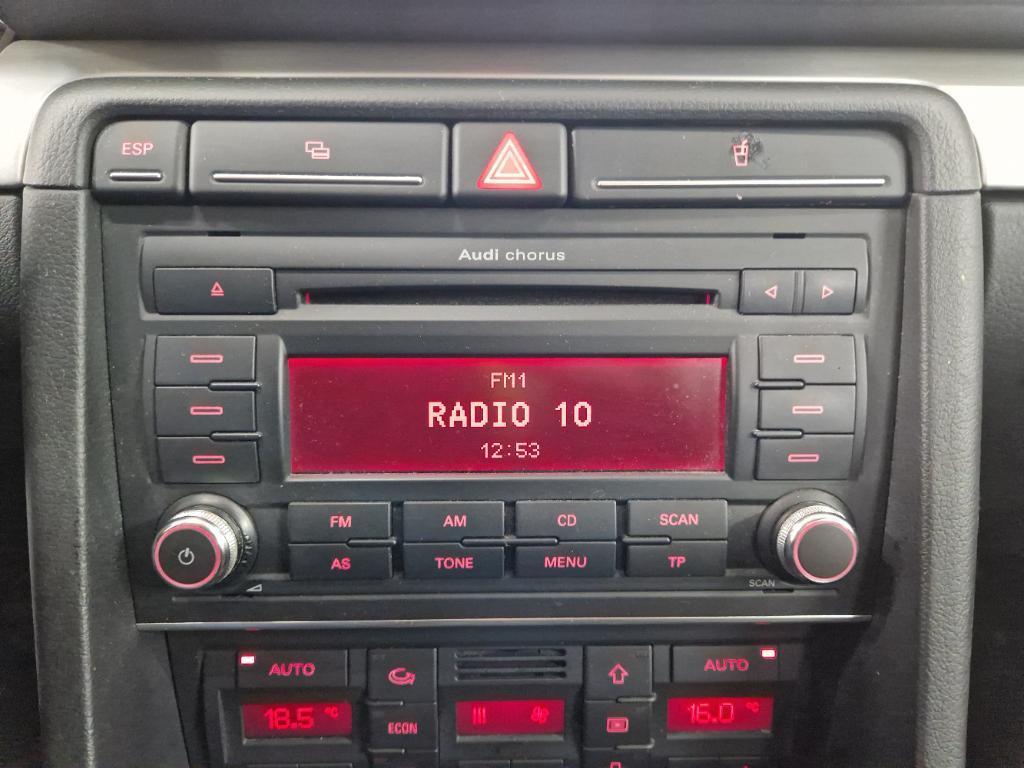 ESP
Audi chorus
FM1
RADIO 10
12:53
FM AM CD SCAN
AS TONE MENU TP
SCAN
AUTO AUTO
18.5 °C 16.0 °C
ECON